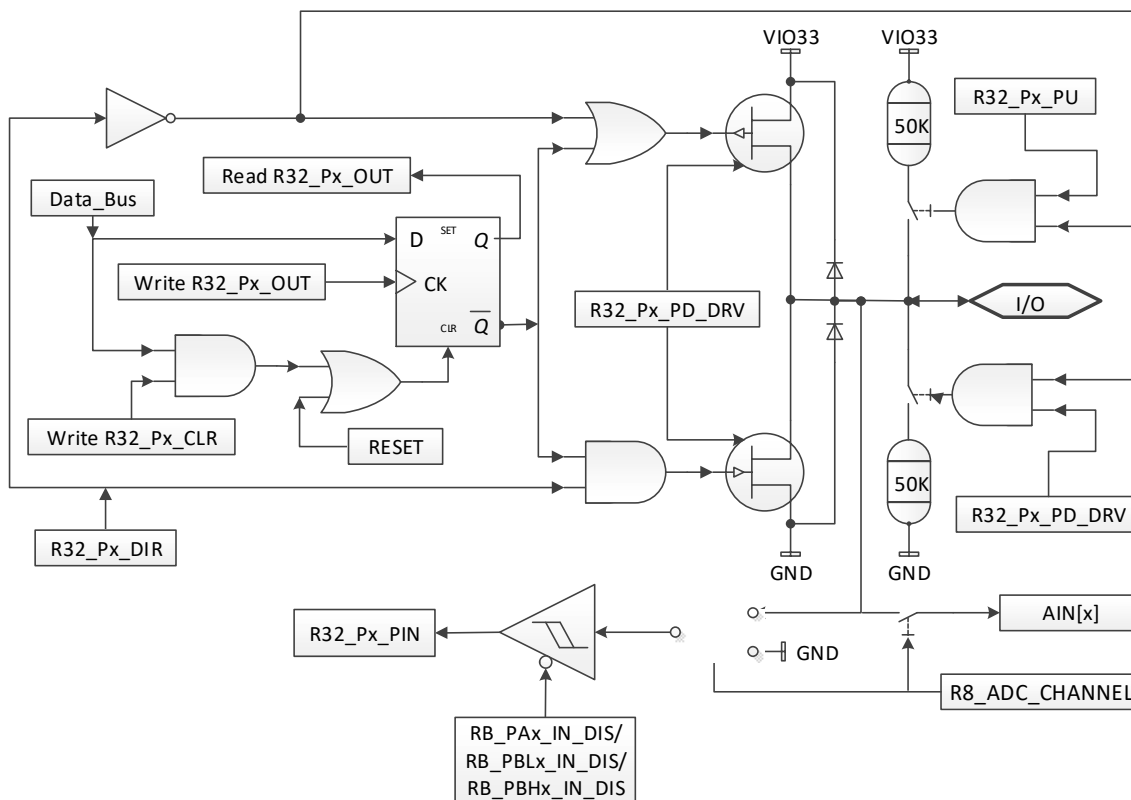 VIO33
VIO33
R32_Px_PU
50K
Read R32_Px_OUT
Data_Bus
D
SET
Q
Write R32_Px_OUT
CK
R32_Px_PD_DRV
I/O
CLR
Q
Write R32_Px_CLR
RESET
50K
R32_Px_PD_DRV
R32_Px_DIR
GND
GND
R32_Px_PIN
AIN[x]
GND
R8_ADC_CHANNEL
RB_PAx_IN_DIS/
RB_PBLx_IN_DIS/
RB_PBHx_IN_DIS